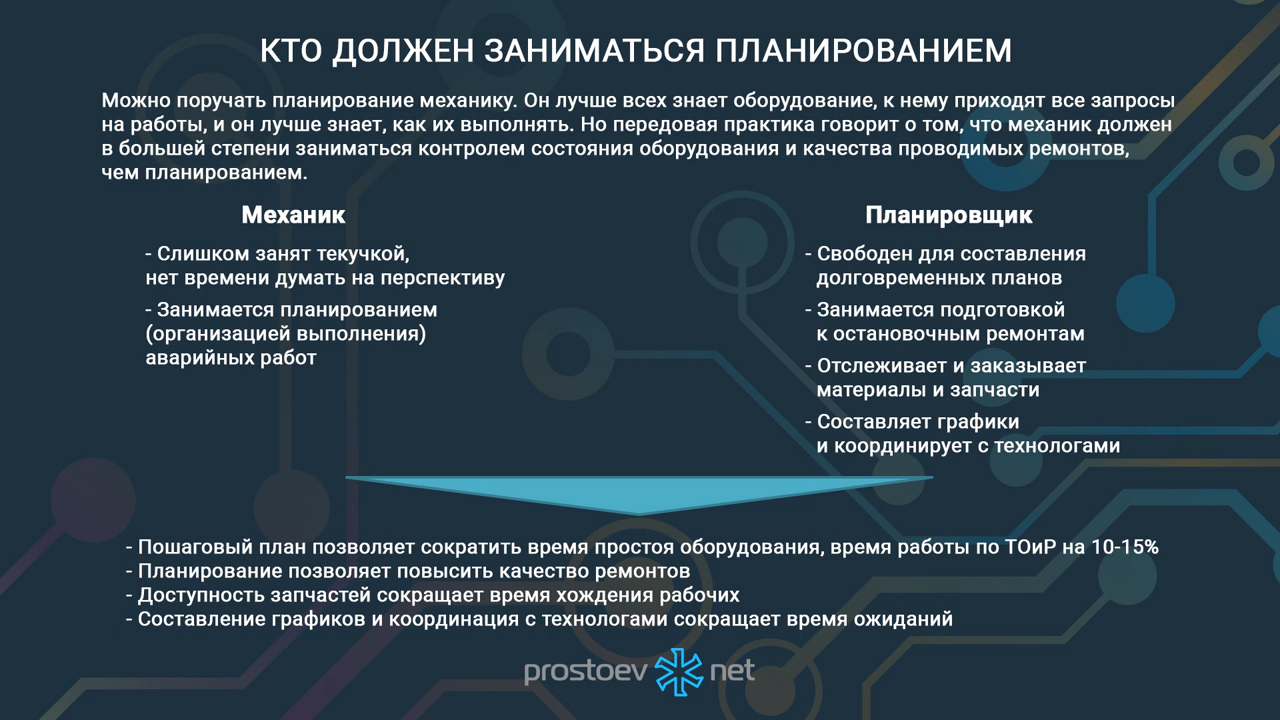 КТО ДОЛЖЕН ЗАНИМАТЬСЯ ПЛАНИРОВАНИЕМ
Можно поручать планирование механику. Он лучше всех знает оборудование, к нему приходят все запросы
на работы, и он лучше знает, как их выполнять. Но передовая практика говорит о том, что механик должен
в большей степени заниматься контролем состояния оборудования и качества проводимых ремонтов,
чем планированием.
Механик
- Слишком занят текучкой,
нет времени думать на перспективу
- Занимается планированием
(организацией выполнения)
аварийных работ
Планировщик
- Свободен для составления
долговременных планов
- Занимается подготовкой
к остановочным ремонтам
- Отслеживает и заказывает
материалы и запчасти
- Составляет графики
и координирует с технологами
- Пошаговый план позволяет сократить время простоя оборудования, время работы по ТОиР на 10-15%
- Планирование позволяет повысить качество ремонтов
- Доступность запчастей сокращает время хождения рабочих
- Составление графиков и координация с технологами сокращает время ожиданий
prostoev net